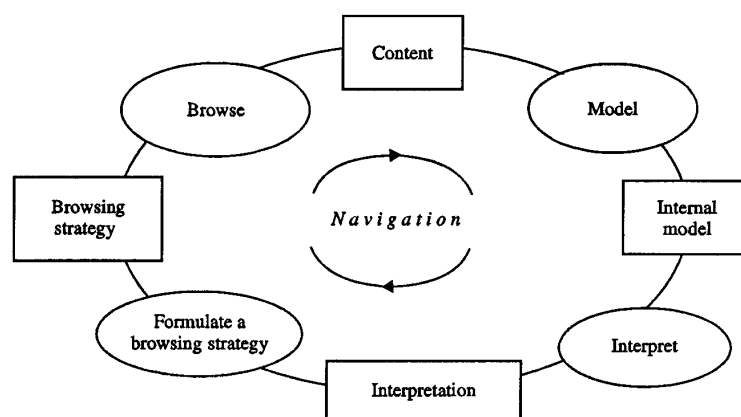 Content
Browse
Model
Browsing
strategy
Navigation
Internal
model
Formulate a
browsing strategy
Interpret
Interpretation